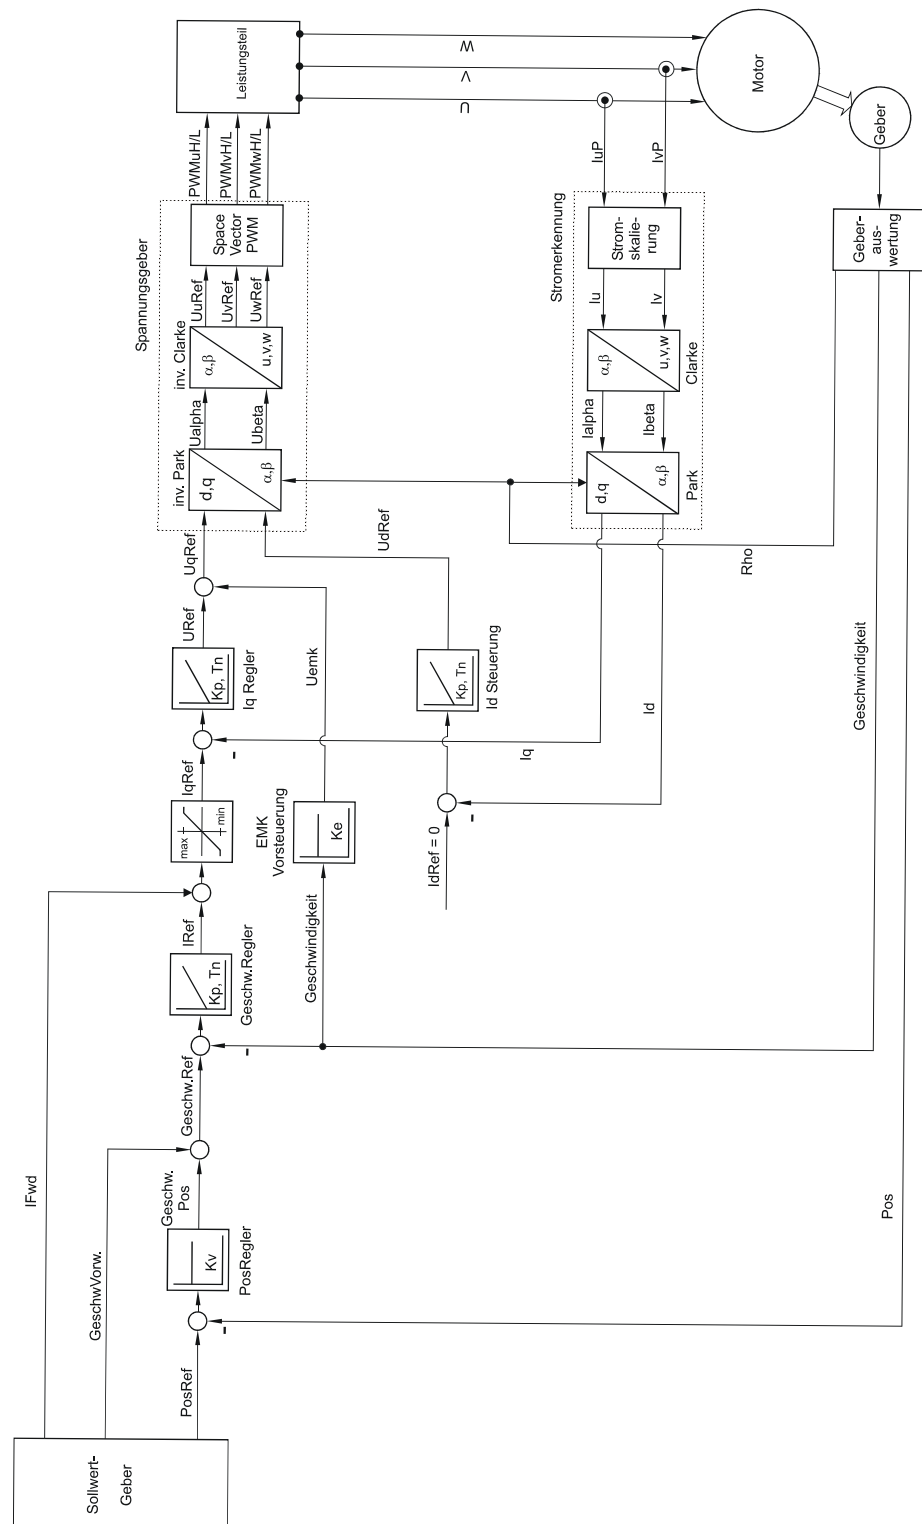 Sollwert-
Geber
IFwd
GeschwVorw.
PosRef
-
Kv
PosRegler
Geschw.
Pos
Geschw.Ref
-
Kp, Tn
Geschw.Regler
IRef
max
min
IqRef
-
Kp, Tn
Iq Regler
URef
UqRef
Geschwindigkeit
EMK
Vorsteuerung
Ke
Uemk
IdRef = 0
-
Kp, Tn
Id Steuerung
UdRef
Iq
Id
Spannungsgeber
inv. Park
d,q
α,β
Ualpha
Ubeta
inv. Clarke
α,β
u,v,w
UuRef
UvRef
UwRef
Space
Vector
PWM
PWMuH/L
PWMvH/L
PWMwH/L
Leistungsteil
W
V
U
IuP
IvP
Stromerkennung
Strom-
skalie-
rung
Iu
Iv
α,β
u,v,w
Clarke
Ialpha
Ibeta
d,q
α,β
Park
Motor
Geber
Geber-
aus-
wertung
Rho
Geschwindigkeit
Pos